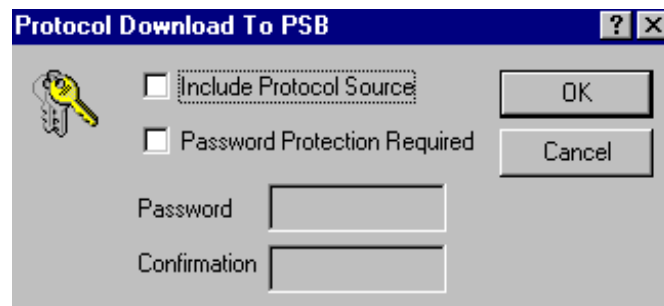 Protocol Download To PSB
?
Include Protocol Source
OK
Password Protection Required
Cancel
Password
Confirmation